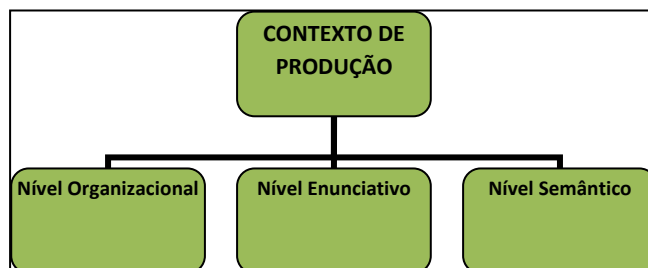 CONTEXTO DE
PRODUÇÃO
Nível Organizacional
Nível Enunciativo
Nível Semântico